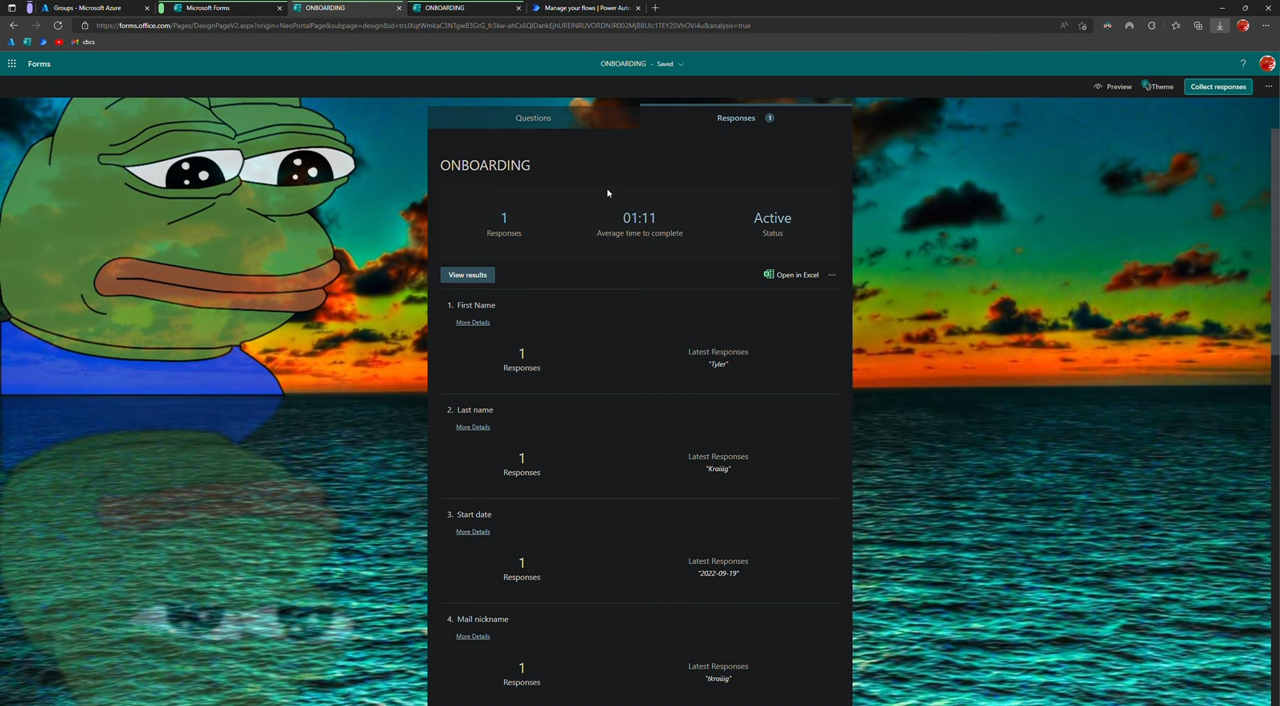 Groups - Microsoft Azure
Microsoft Forms
ONBOARDING
ONBOARDING
Manage your flows | Power Auto
cbcs
Forms
ONBOARDING - Saved
?
Preview
Theme
Collect responses
Questions
Responses 1
ONBOARDING
1
Responses
01:11
Average time to complete
Active
Status
View results
Open in Excel
1. First Name
More Details
1
Responses
Latest Responses
"Tyler"
2. Last name
More Details
1
Responses
Latest Responses
"Kraiiig"
3. Start date
More Details
1
Responses
Latest Responses
"2022-09-19"
4. Mail nickname
More Details
1
Responses
Latest Responses
"tkraiiig"